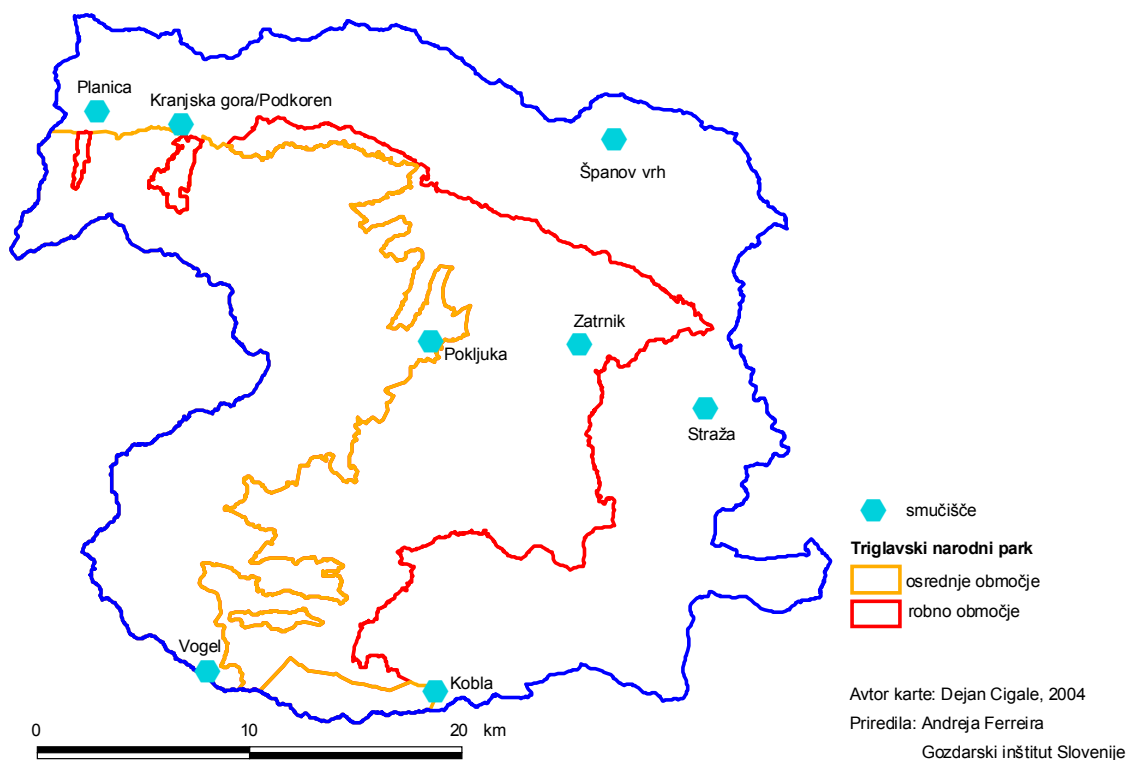 Planica
Kranjska gora/Podkoren
Španov vrh
Zatrnik
Pokljuka
Straža
smučišče
Triglavski narodni park
osrednje območje
robno območje
Vogel
Kobla
Avtor karte: Dejan Cigale, 2004
Priredila: Andreja Ferreira
Gozdarski inštitut Slovenije
0 10 20 km